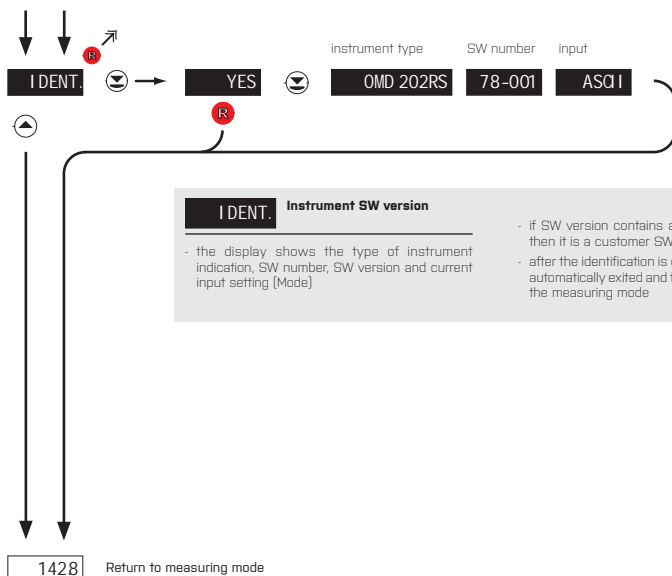 instrument type SW number input
R
IDENT. YES OMD 202RS 78-001 ASCII
R
IDENT. Instrument SW version
- the display shows the type of instrument
indication, SW number, SW version and current
input setting (Mode)
- if SW version contains a
then it is a customer SW
- after the identification is
automatically exited and
the measuring mode
1428 Return to measuring mode